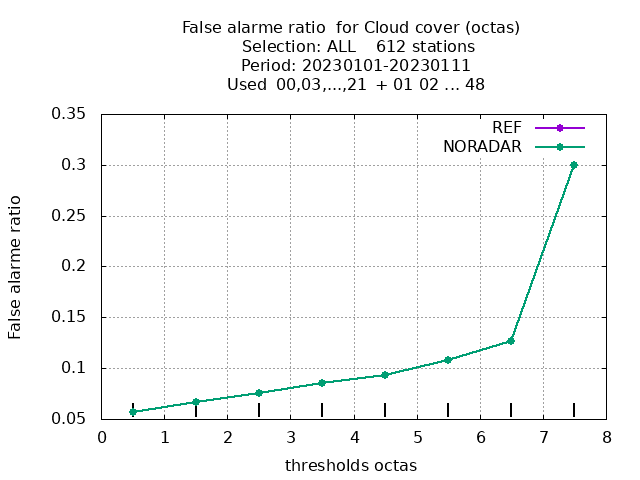 False alarme ratio  for Cloud cover (octas)
Selection: ALL    612 stations
Period: 20230101-20230111
Used  00,03,...,21  + 01 02 ... 48
REF
NORADAR
0.35
0.3
0.25
0.2
0.15
0.1
0.05
False alarme ratio
0 1 2 3 4 5 6 7 8
thresholds octas